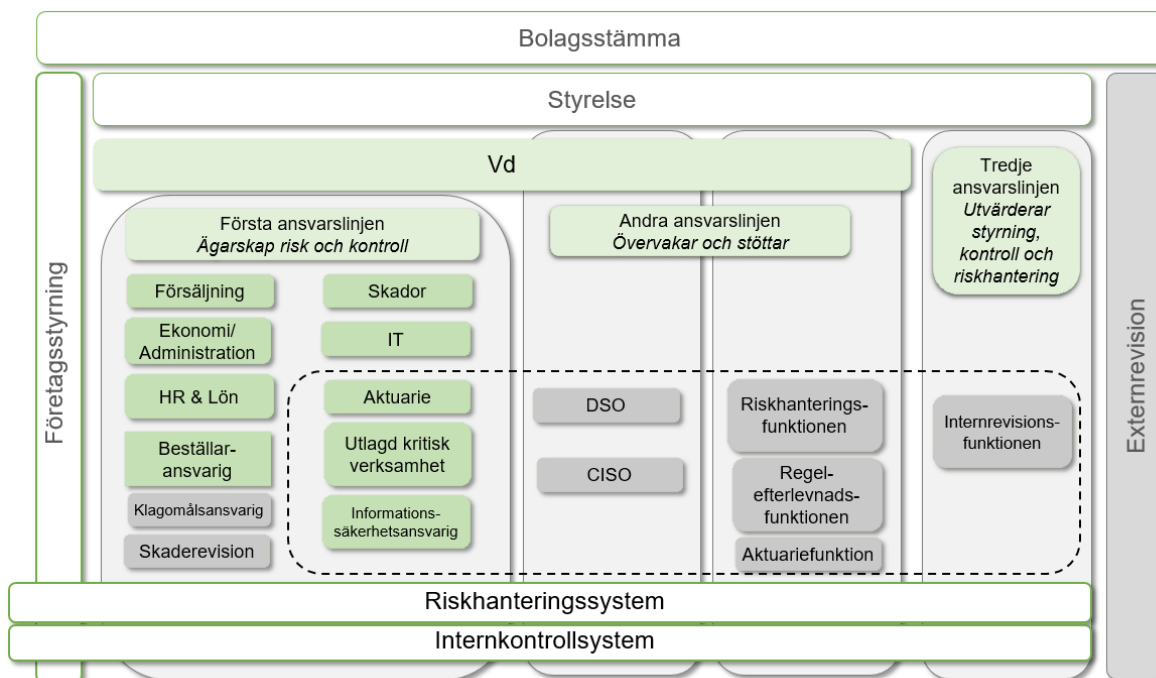 Bolagsstämma
Företagsstyrning
Styrelse
Externrevision
Vd
Första ansvarslinjen
Ägarskap risk och kontroll
Försäljning
Ekonomi/
Administration
HR & Lön
Beställar-
ansvarig
Klagomålsansvarig
Skaderevision
Skador
IT
Aktuarie
Utlagd kritisk
verksamhet
Informations-
säkerhetsansvarig
Andra ansvarslinjen
Övervakar och stöttar
DSO
CISO
Riskhanterings-
funktionen
Regel-
efterlevnads-
funktionen
Aktuariefunktion
Tredje
ansvarslinjen
Utvärderar
styrning,
kontroll och
riskhantering
Internrevisions-
funktionen
Riskhanteringssystem
Internkontrollsystem